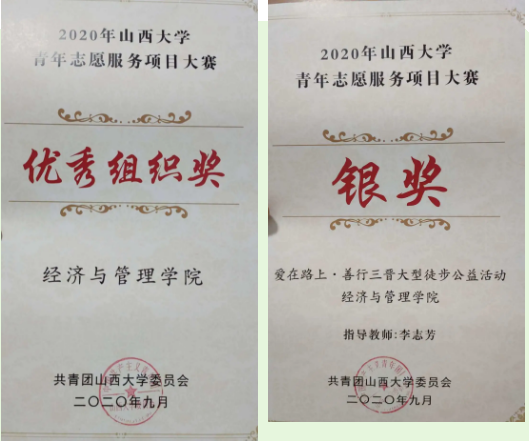 2020年山西大学
青年志愿服务项目大赛
优秀组织奖
经济与管理学院
共青团山西大学委员会
二〇二〇年九月
2020年山西大学
青年志愿服务项目大赛
银奖
爱在路上·善行三晋大型徒步公益活动
经济与管理学院
指导教师:李志芳
共青团山西大学委员会
二〇二〇年九月